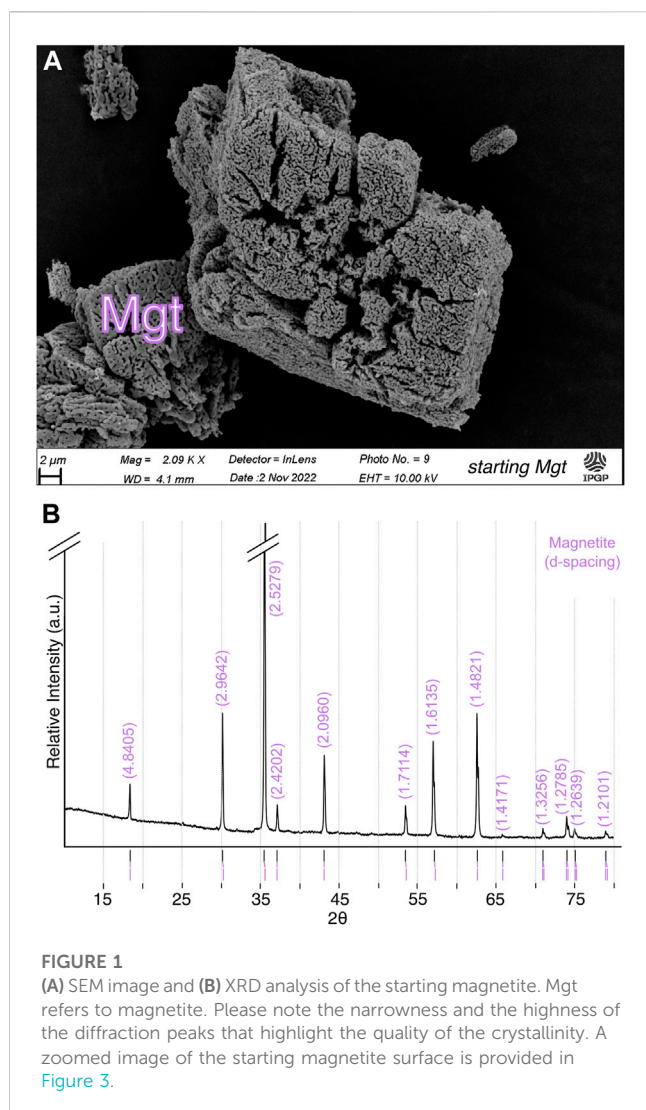 A
Mgt
2 µm
Mag = 2.09 K X
Detector = InLens
Photo No. = 9
WD = 4.1 mm
Date :2 Nov 2022
EHT = 10.00 kV
starting Mgt
IPGP
B
Magnetite
(d-spacing)
Relative Intensity (a.u.)
(4.8405)
(2.9642)
(2.5279)
(2.4202)
(2.0960)
(1.7114)
(1.6135)
(1.4821)
(1.4171)
(1.3256)
(1.2785)
(1.2639)
(1.2101)
15 25 35 45 55 65 75
2θ
FIGURE 1
(A) SEM image and (B) XRD analysis of the starting magnetite. Mgt
refers to magnetite. Please note the narrowness and the highness of
the diffraction peaks that highlight the quality of the crystallinity. A
zoomed image of the starting magnetite surface is provided in
Figure 3.